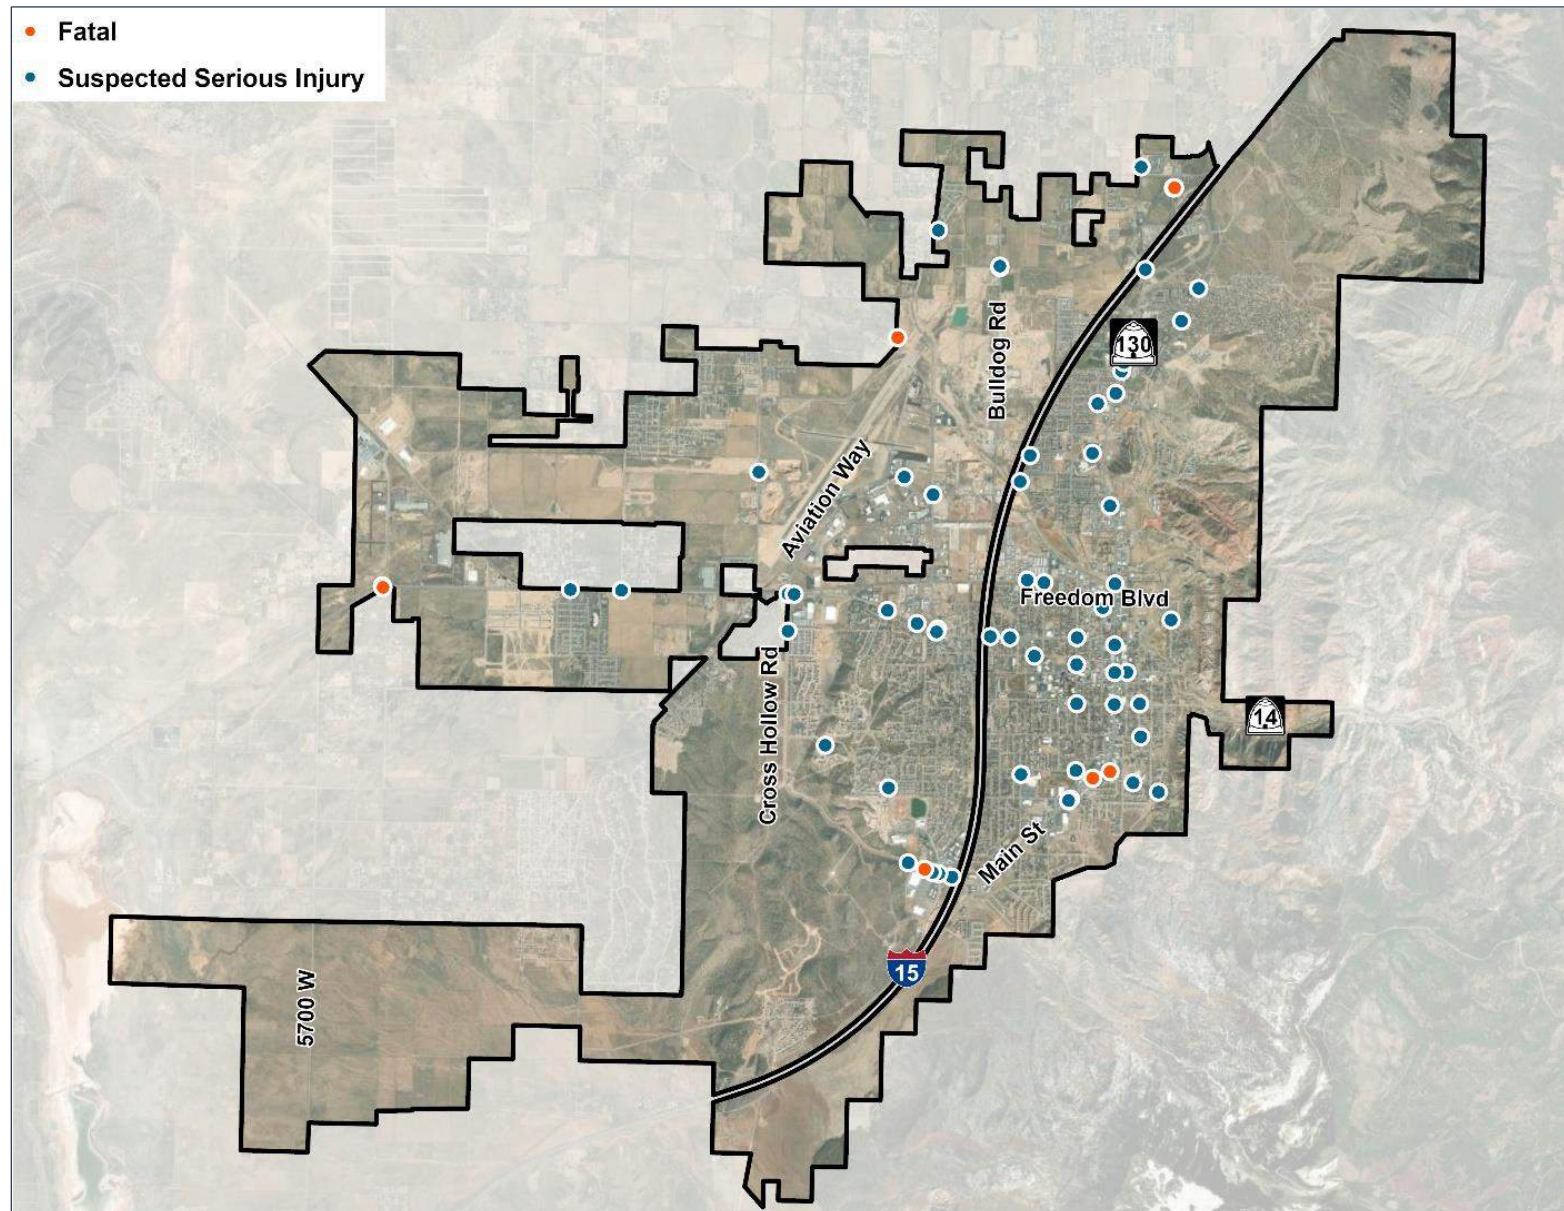 Fatal
Suspected Serious Injury
130
Bulldog Rd
Aviation Way
Freedom Blvd
Cross Hollow Rd
14
Main St
15
5700 W